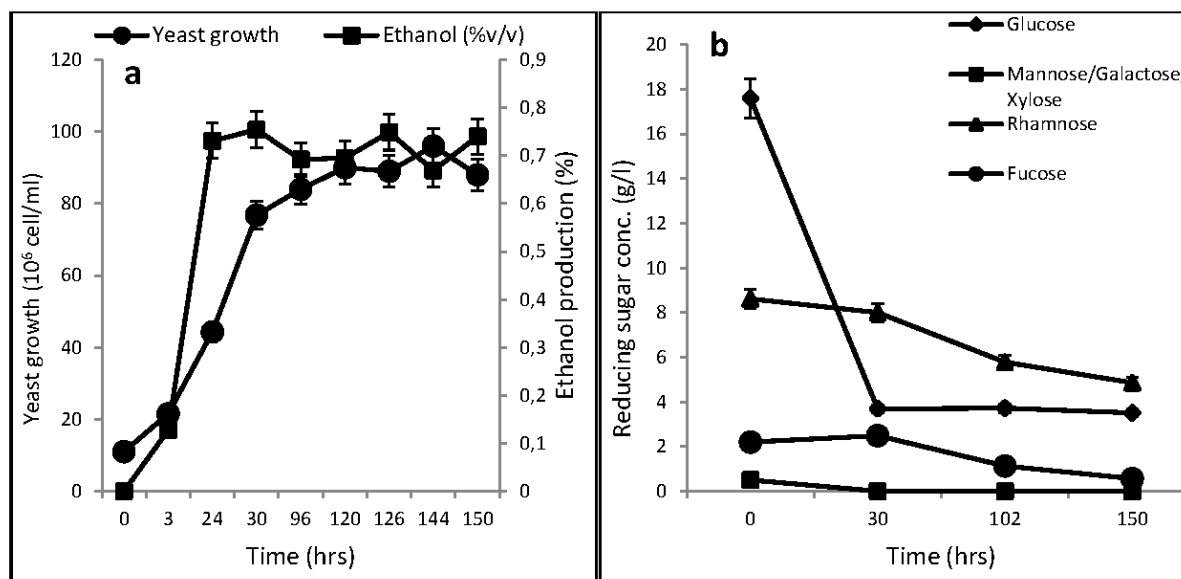 Yeast growth
Ethanol (%v/v)
a
120
100
80
60
40
20
0
Yeast growth (10⁶ cell/ml)
0,9
0,8
0,7
0,6
0,5
0,4
0,3
0,2
0,1
0
Ethanol production (%)
0 3 24 30 96 120 126 144 150
Time (hrs)
b
Glucose
Mannose/Galactose/
Xylose
Rhamnose
Fucose
20
18
16
14
12
10
8
6
4
2
0
Reducing sugar conc. (g/l)
0 30 102 150
Time (hrs)